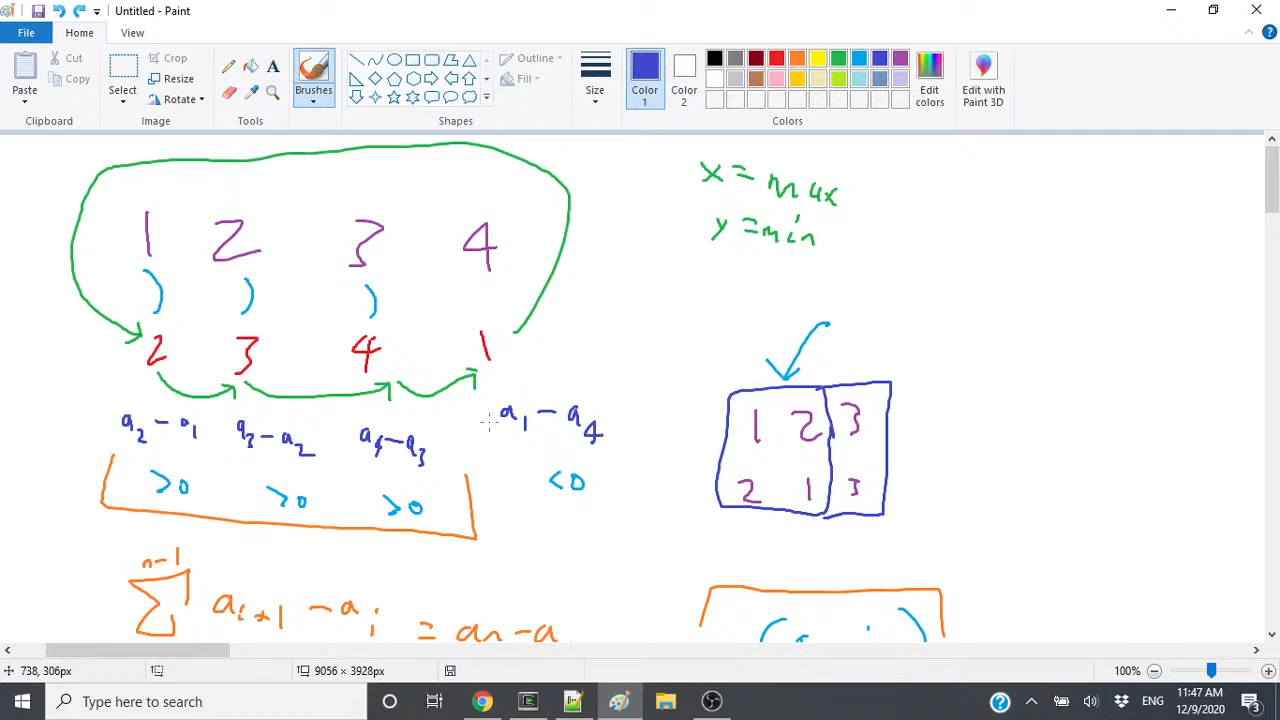 Untitled - Paint
File Home View
Paste
Cut
Copy
Clipboard
Select
Crop
Resize
Rotate
Image
A
Tools
Brushes
Outline
Fill
Shapes
Size
Color 1
Color 2
Edit colors
Edit with Paint 3D
Colors
x = max
y = min
1 2 3 4
2 3 4 1
a2 - a1 a3 - a2 a4 - a3 a1 - a4
>0 >0 >0 <0
1 2 3
2 1 3
n-1
∑ ai+1 - ai = an - a
738, 306px
9056 × 3928px
100%
Type here to search
ENG
11:47 AM
12/9/2020
3